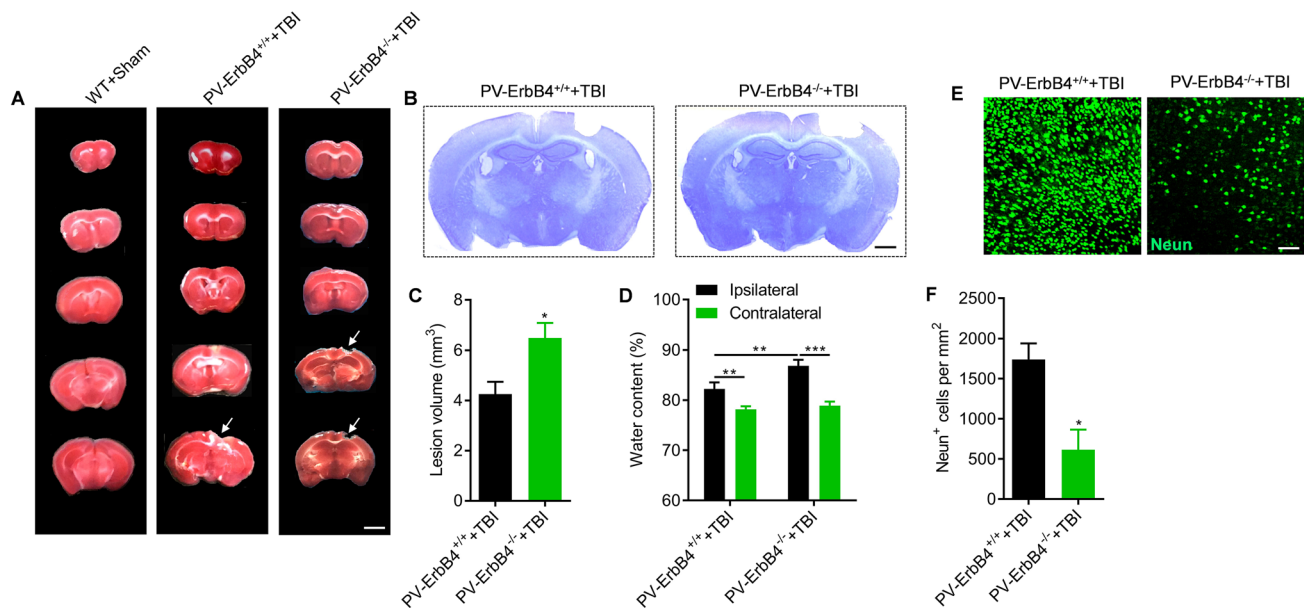 A
WT+Sham
PV-ErbB4+/++TBI
PV-ErbB4-/-+TBI
B
PV-ErbB4+/++TBI
PV-ErbB4-/-+TBI
C
Lesion volume (mm3)
8
6
4
2
0
*
PV-ErbB4+/++TBI
PV-ErbB4-/-+TBI
D
Ipsilateral
Contralateral
Water content (%)
100
90
80
70
60
**
**
***
PV-ErbB4+/++TBI
PV-ErbB4-/-+TBI
E
PV-ErbB4+/++TBI
PV-ErbB4-/-+TBI
Neun
F
Neun+ cells per mm2
2500
2000
1500
1000
500
0
*
PV-ErbB4+/++TBI
PV-ErbB4-/-+TBI